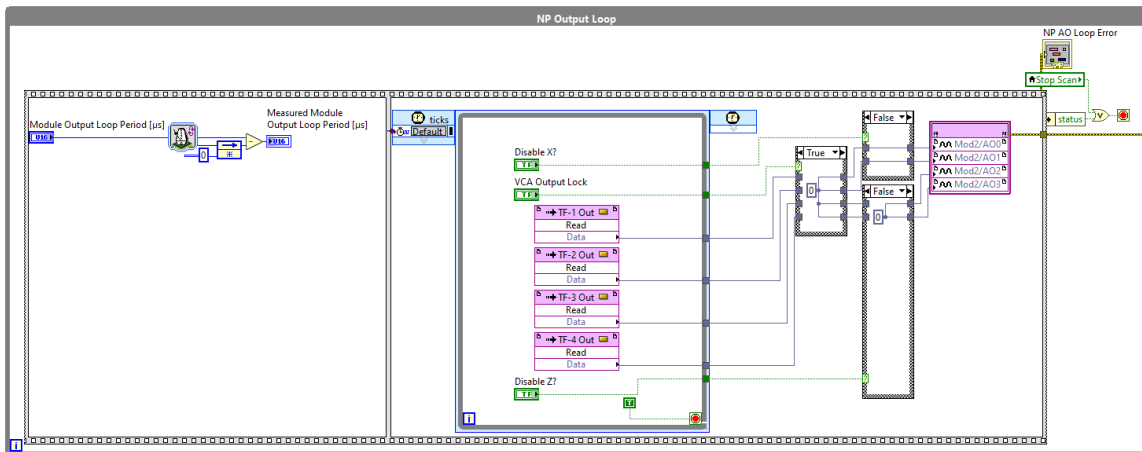 NP Output Loop
NP AO Loop Error
Stop Scan
status
Module Output Loop Period [µs]
U16
Measured Module
Output Loop Period [µs]
U16
0
ticks
Default
Disable X?
TF
VCA Output Lock
TF
TF-1 Out
Read
Data
TF-2 Out
Read
Data
TF-3 Out
Read
Data
TF-4 Out
Read
Data
Disable Z?
TF
T
i
True
0
False
False
0
Mod2/AO0
Mod2/AO1
Mod2/AO2
Mod2/AO3
i